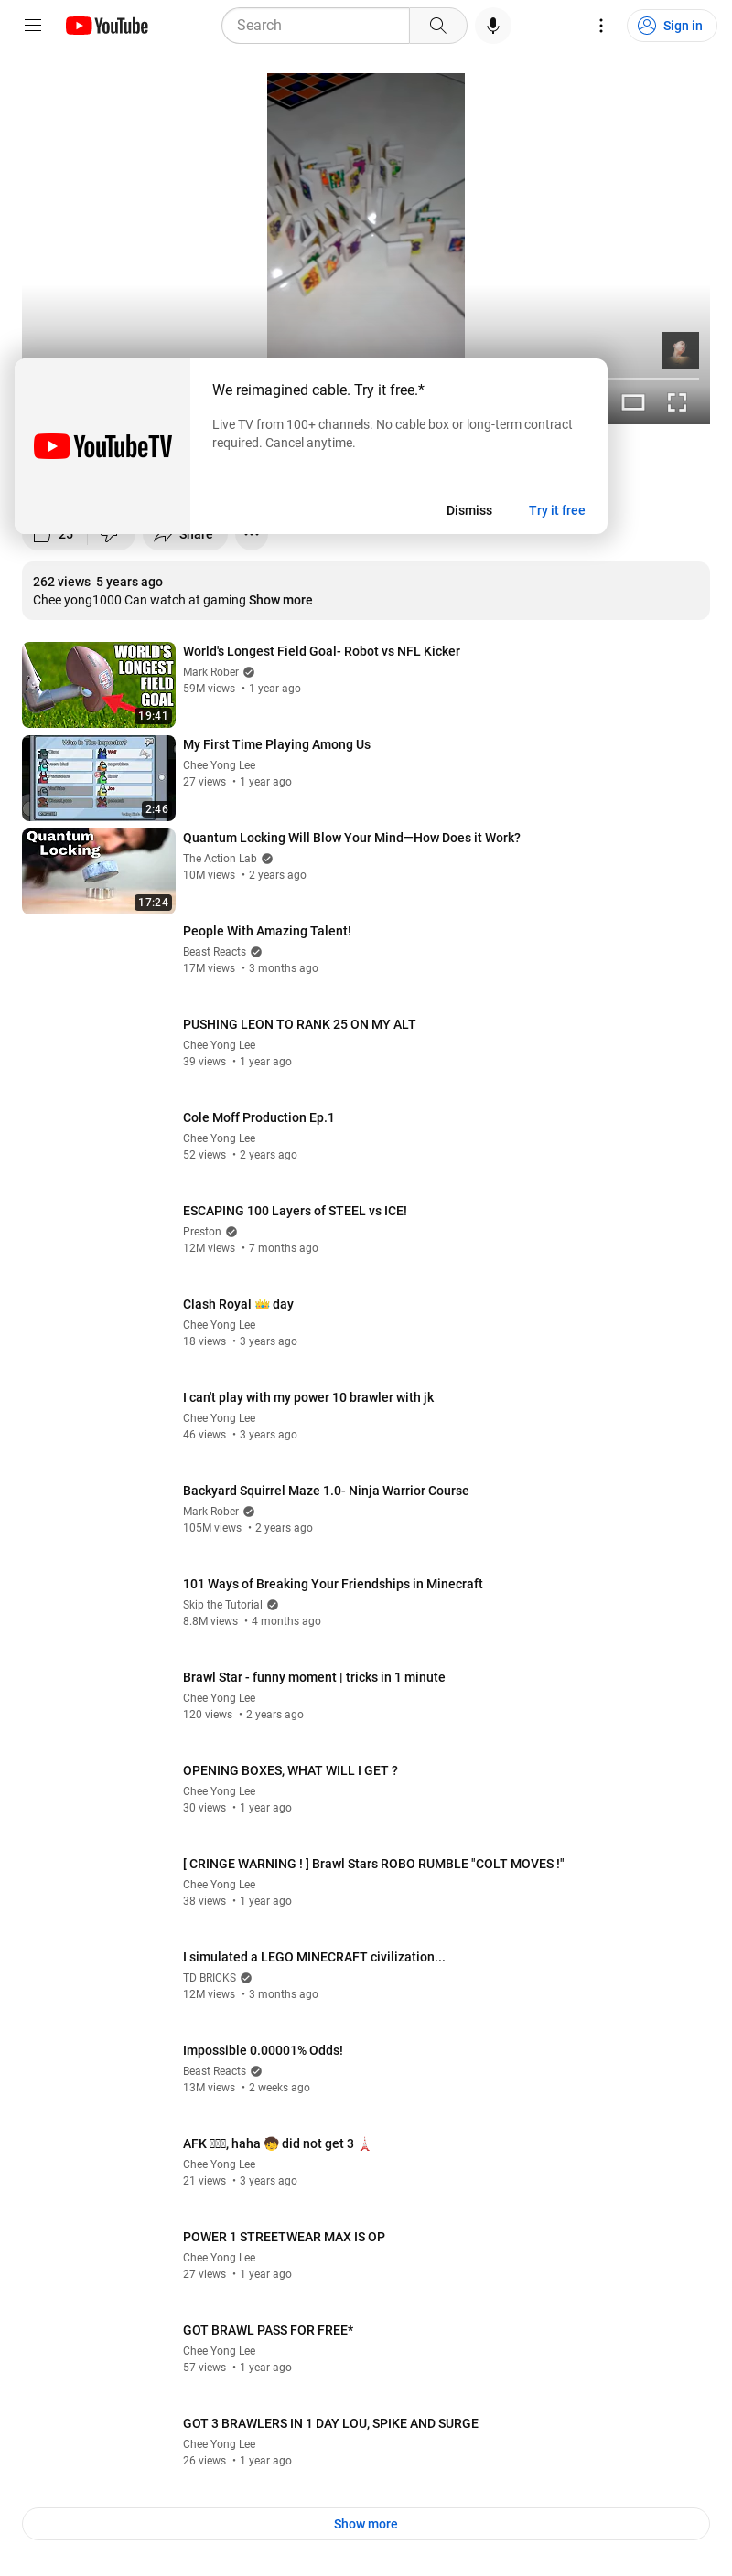 YouTube
Search
Sign in
We reimagined cable. Try it free.*
Live TV from 100+ channels. No cable box or long-term contract
required. Cancel anytime.
YouTubeTV
Dismiss
Try it free
25
Share
262 views 5 years ago
Chee yong1000 Can watch at gaming Show more
WORLD'S
LONGEST
FIELD
GOAL
19:41
World's Longest Field Goal- Robot vs NFL Kicker
Mark Rober
59M views • 1 year ago
Who Is The Impostor?
2:46
My First Time Playing Among Us
Chee Yong Lee
27 views • 1 year ago
Quantum
Locking
17:24
Quantum Locking Will Blow Your Mind—How Does it Work?
The Action Lab
10M views • 2 years ago
People With Amazing Talent!
Beast Reacts
17M views • 3 months ago
PUSHING LEON TO RANK 25 ON MY ALT
Chee Yong Lee
39 views • 1 year ago
Cole Moff Production Ep.1
Chee Yong Lee
52 views • 2 years ago
ESCAPING 100 Layers of STEEL vs ICE!
Preston
12M views • 7 months ago
Clash Royal 👑 day
Chee Yong Lee
18 views • 3 years ago
I can't play with my power 10 brawler with jk
Chee Yong Lee
46 views • 3 years ago
Backyard Squirrel Maze 1.0- Ninja Warrior Course
Mark Rober
105M views • 2 years ago
101 Ways of Breaking Your Friendships in Minecraft
Skip the Tutorial
8.8M views • 4 months ago
Brawl Star - funny moment | tricks in 1 minute
Chee Yong Lee
120 views • 2 years ago
OPENING BOXES, WHAT WILL I GET ?
Chee Yong Lee
30 views • 1 year ago
[ CRINGE WARNING ! ] Brawl Stars ROBO RUMBLE "COLT MOVES !"
Chee Yong Lee
38 views • 1 year ago
I simulated a LEGO MINECRAFT civilization...
TD BRICKS
12M views • 3 months ago
Impossible 0.00001% Odds!
Beast Reacts
13M views • 2 weeks ago
AFK , haha 🧒 did not get 3 🗼
Chee Yong Lee
21 views • 3 years ago
POWER 1 STREETWEAR MAX IS OP
Chee Yong Lee
27 views • 1 year ago
GOT BRAWL PASS FOR FREE*
Chee Yong Lee
57 views • 1 year ago
GOT 3 BRAWLERS IN 1 DAY LOU, SPIKE AND SURGE
Chee Yong Lee
26 views • 1 year ago
Show more